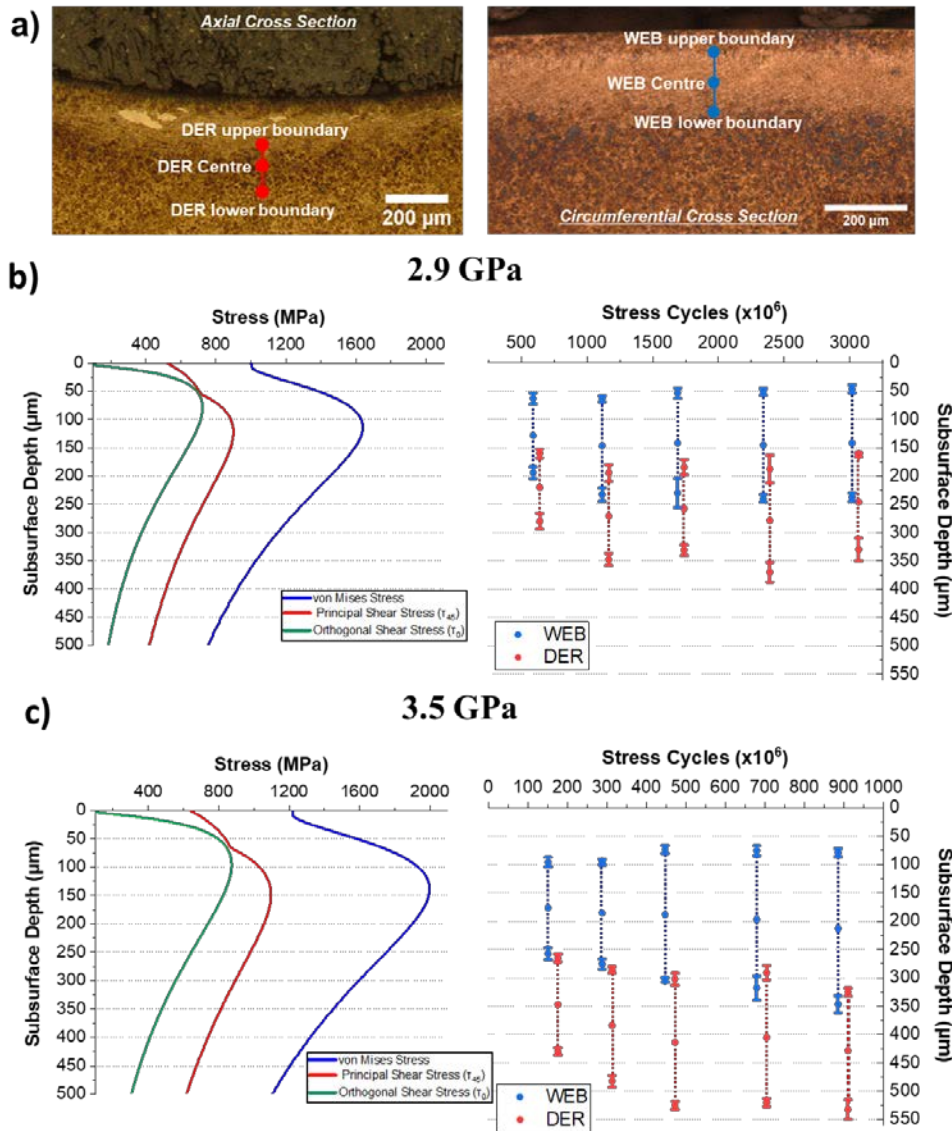 a)
Axial Cross Section
DER upper boundary
DER Centre
DER lower boundary
200 µm
WEB upper boundary
WEB Centre
WEB lower boundary
Circumferential Cross Section
200 µm
b)
2.9 GPa
Stress (MPa)
400 800 1200 1600 2000
Subsurface Depth (µm)
0
50
100
150
200
250
300
350
400
450
500
von Mises Stress
Principal Shear Stress (τ45)
Orthogonal Shear Stress (τ0)
Stress Cycles (x10⁶)
500 1000 1500 2000 2500 3000
0
50
100
150
200
250
300
350
400
450
500
550
Subsurface Depth (µm)
WEB
DER
c)
3.5 GPa
Stress (MPa)
400 800 1200 1600 2000
Subsurface Depth (µm)
0
50
100
150
200
250
300
350
400
450
500
von Mises Stress
Principal Shear Stress (τ45)
Orthogonal Shear Stress (τ0)
Stress Cycles (x10⁶)
0 100 200 300 400 500 600 700 800 900 1000
0
50
100
150
200
250
300
350
400
450
500
550
Subsurface Depth (µm)
WEB
DER